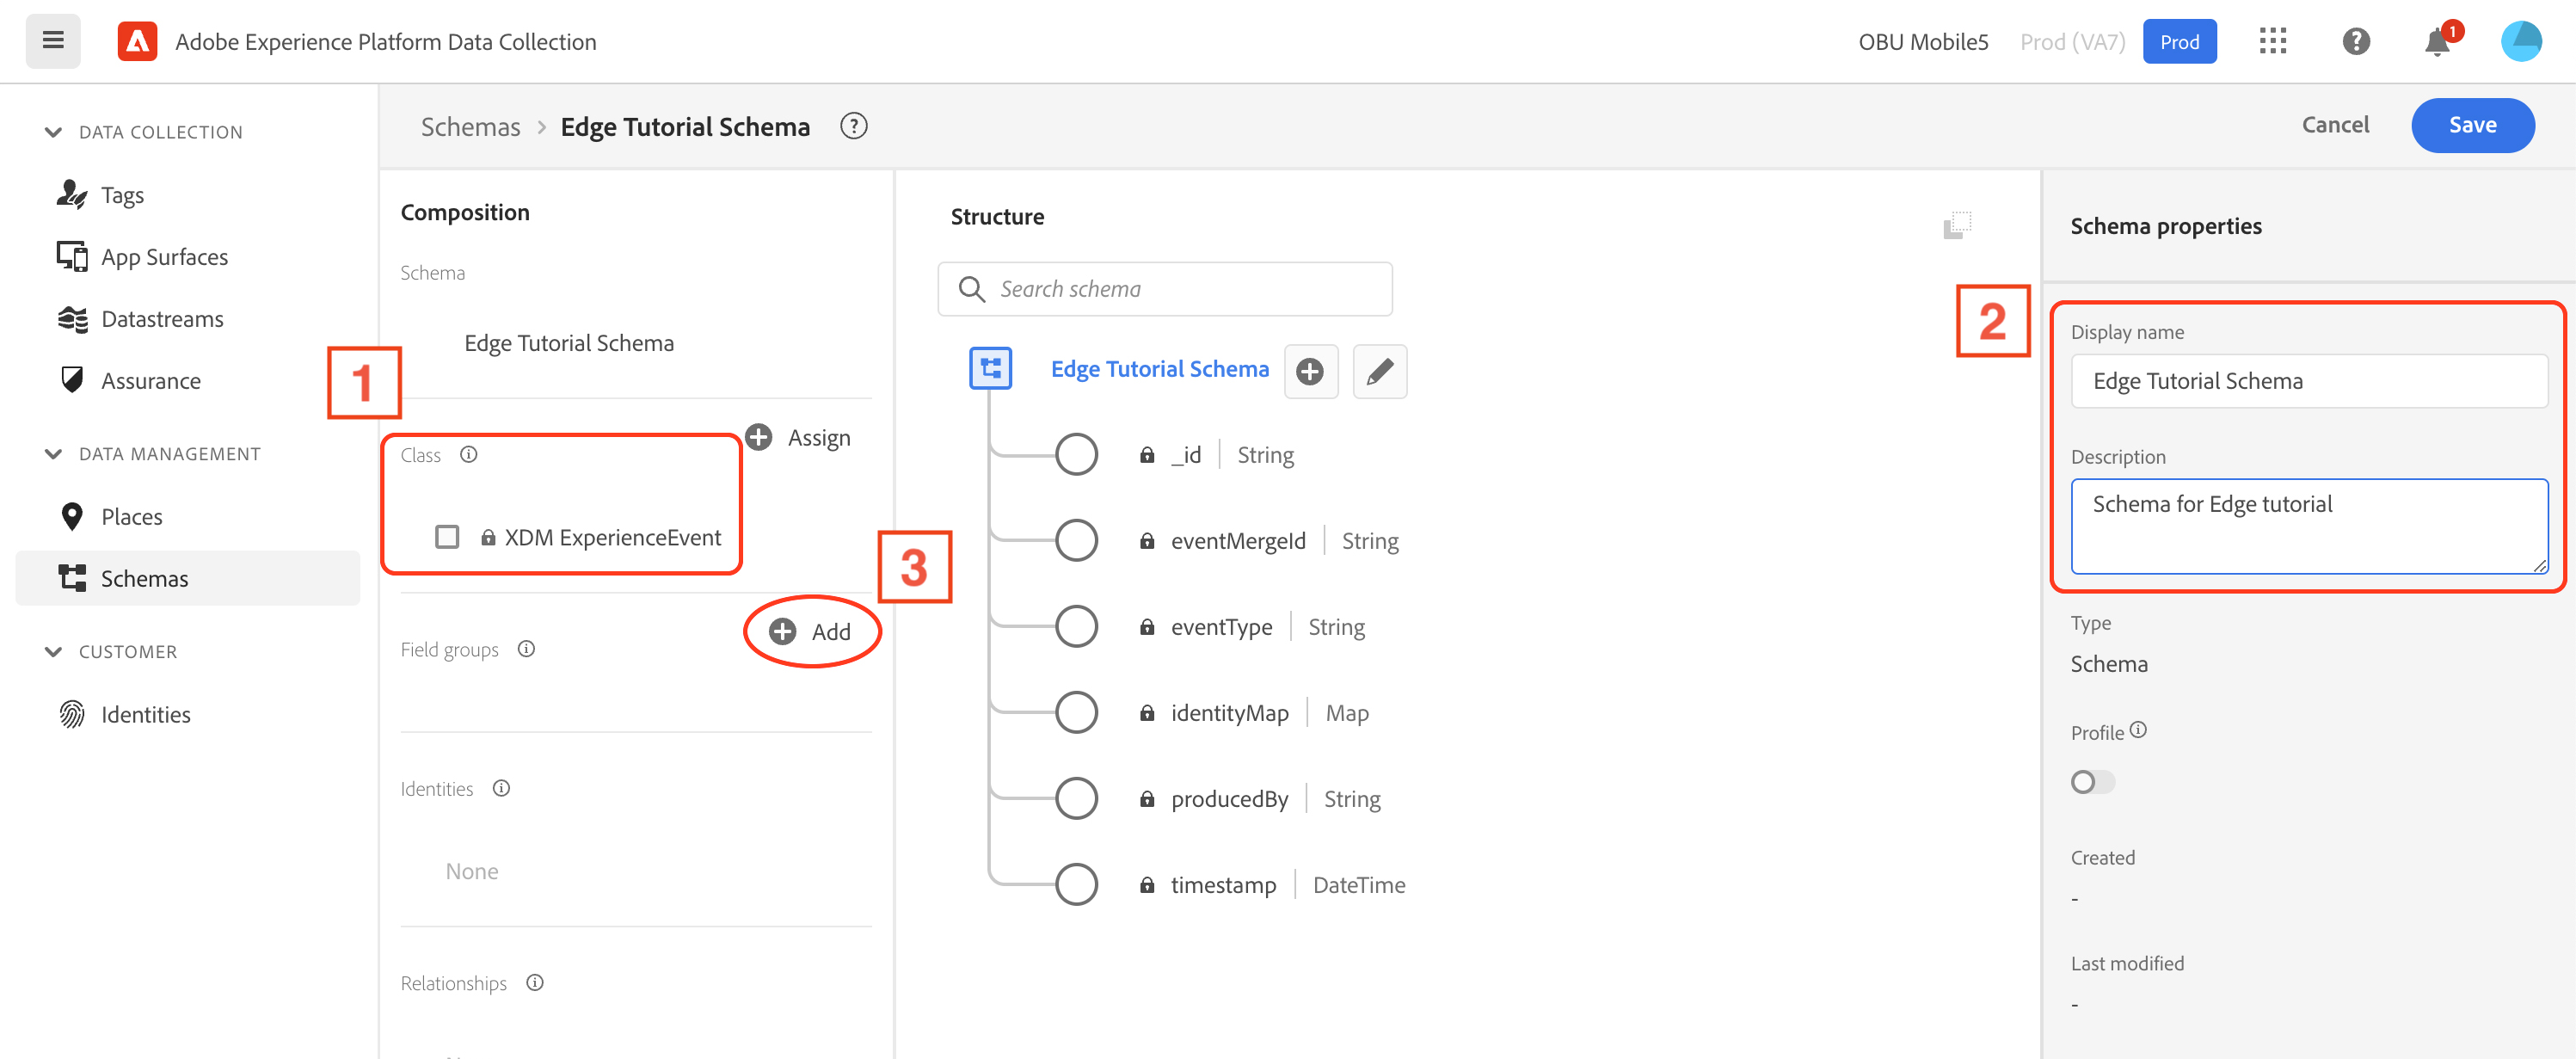 Adobe Experience Platform Data Collection
OBU Mobile5
Prod (VA7)
Prod
1
DATA COLLECTION
Tags
App Surfaces
Datastreams
Assurance
DATA MANAGEMENT
Places
Schemas
CUSTOMER
Identities
Schemas > Edge Tutorial Schema
Cancel
Save
Composition
Schema
Edge Tutorial Schema
1
Assign
Class
XDM ExperienceEvent
3
Add
Field groups
Identities
None
Relationships
Structure
Search schema
Edge Tutorial Schema
_id | String
eventMergeId | String
eventType | String
identityMap | Map
producedBy | String
timestamp | DateTime
Schema properties
2
Display name
Edge Tutorial Schema
Description
Schema for Edge tutorial
Type
Schema
Profile
Created
-
Last modified
-